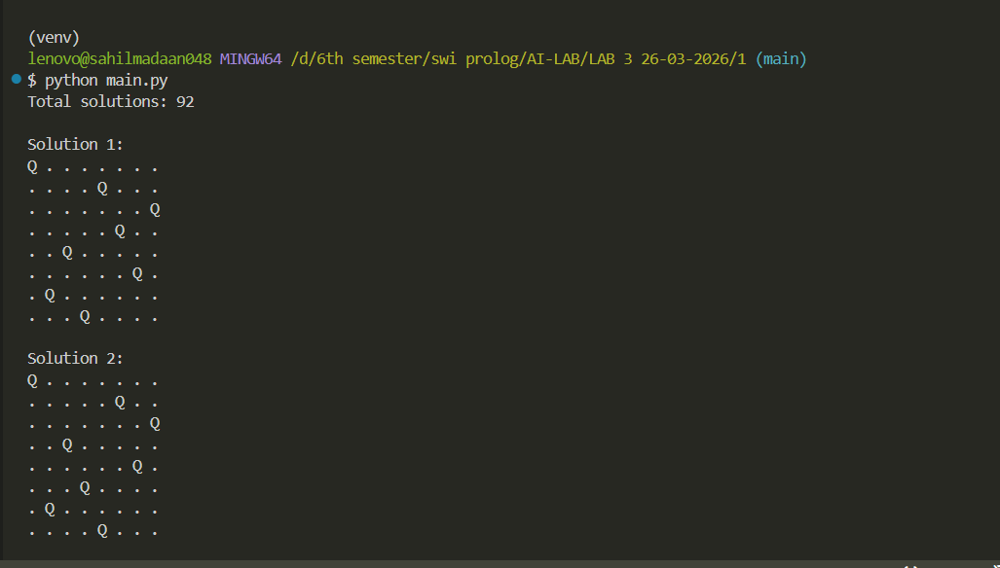 (venv)
lenovo@sahilmadaan048 MINGW64 /d/6th semester/swi prolog/AI-LAB/LAB 3 26-03-2026/1 (main)
$ python main.py
Total solutions: 92
Solution 1:
Q . . . . . . .
. . . . Q . . .
. . . . . . . Q
. . . . . Q . .
. . Q . . . . .
. . . . . . Q .
. Q . . . . . .
. . . Q . . . .
Solution 2:
Q . . . . . . .
. . . . . Q . .
. . . . . . . Q
. . Q . . . . .
. . . . . . Q .
. . . Q . . . .
. Q . . . . . .
. . . . Q . . .